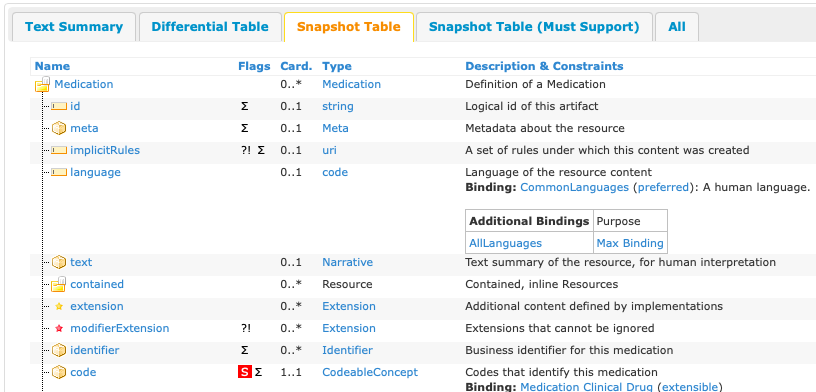 Text Summary Differential Table Snapshot Table Snapshot Table (Must Support) All
Name Flags Card. Type Description & Constraints
Medication 0..* Medication Definition of a Medication
id Σ 0..1 string Logical id of this artifact
meta Σ 0..1 Meta Metadata about the resource
implicitRules ?! Σ 0..1 uri A set of rules under which this content was created
language 0..1 code Language of the resource content
Binding: CommonLanguages (preferred): A human language.
Additional Bindings Purpose
AllLanguages Max Binding
text 0..1 Narrative Text summary of the resource, for human interpretation
contained 0..* Resource Contained, inline Resources
extension 0..* Extension Additional content defined by implementations
modifierExtension ?! 0..* Extension Extensions that cannot be ignored
identifier Σ 0..* Identifier Business identifier for this medication
code S Σ 1..1 CodeableConcept Codes that identify this medication
Binding: Medication Clinical Drug (extensible)